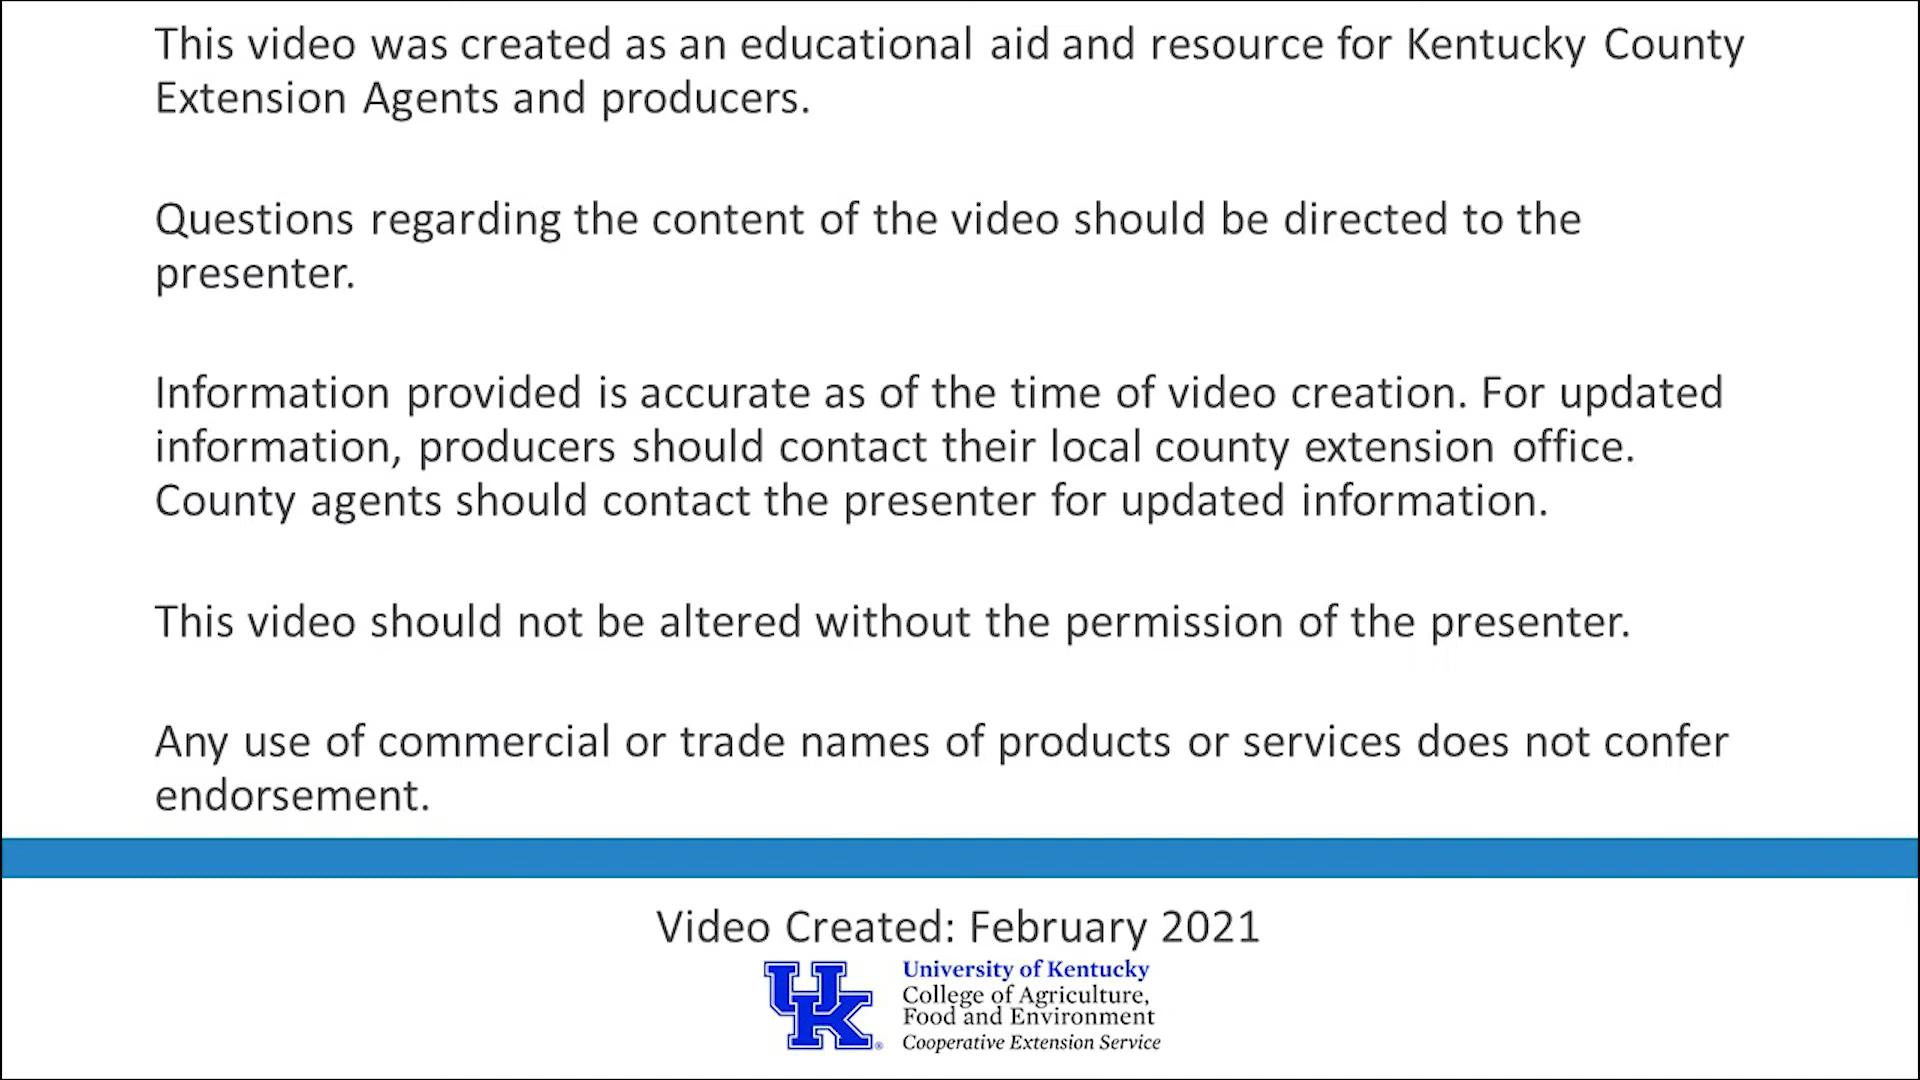 This video was created as an educational aid and resource for Kentucky County
Extension Agents and producers.
Questions regarding the content of the video should be directed to the
presenter.
Information provided is accurate as of the time of video creation. For updated
information, producers should contact their local county extension office.
County agents should contact the presenter for updated information.
This video should not be altered without the permission of the presenter.
Any use of commercial or trade names of products or services does not confer
endorsement.
Video Created: February 2021
UK®
University of Kentucky
College of Agriculture,
Food and Environment
Cooperative Extension Service